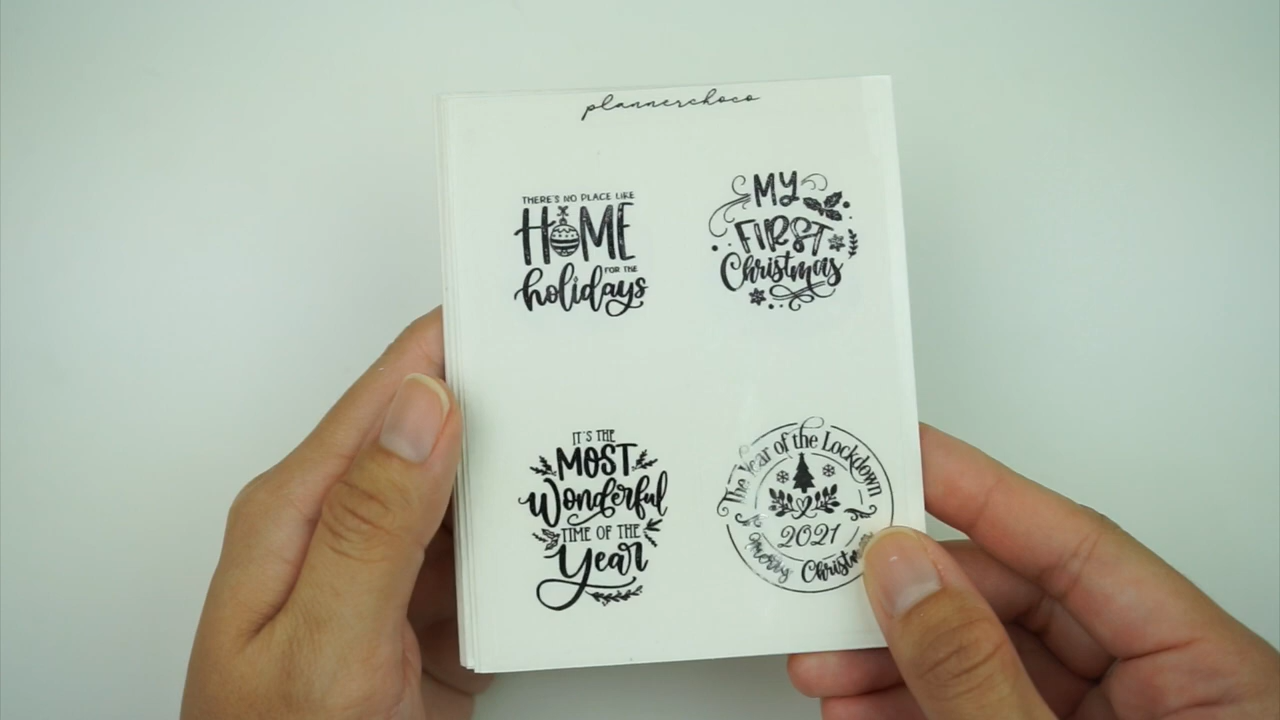 plannerchoco
THERE'S NO PLACE LIKE
HOME
FOR THE
holidays
MY
FIRST
Christmas
IT'S THE
MOST
Wonderful
TIME OF THE
Year
The Year of the Lockdown
2021
Merry Christmas